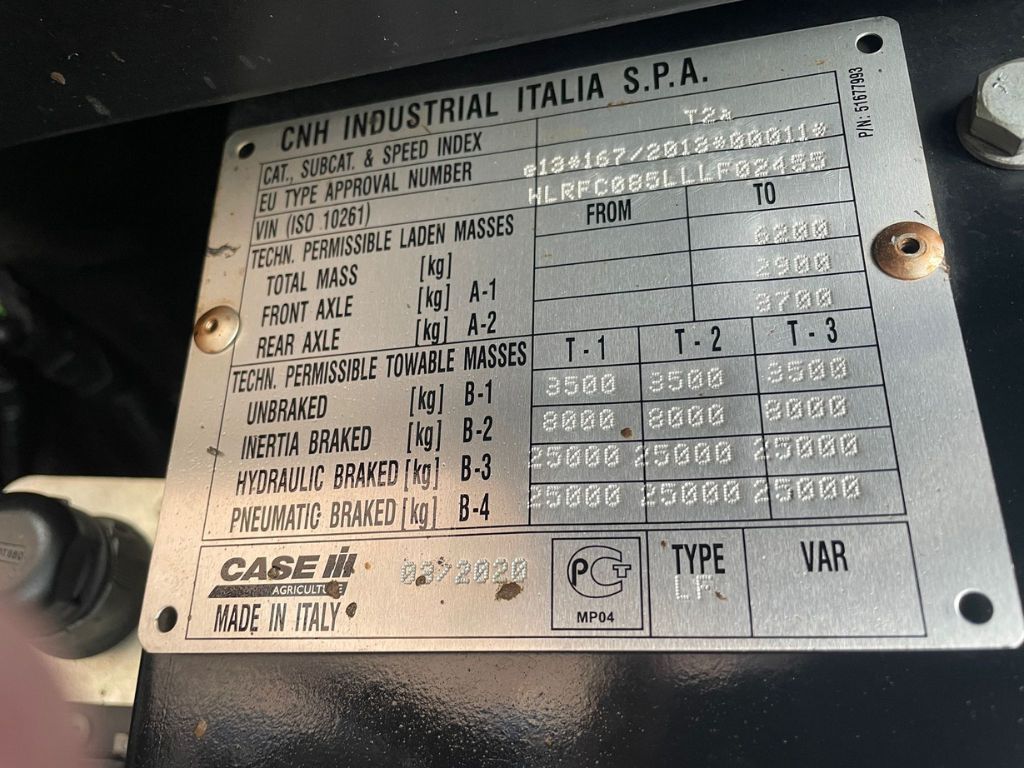 P/N: 51677993
CNH INDUSTRIAL ITALIA S.P.A.
CAT., SUBCAT. & SPEED INDEX T2a
EU TYPE APPROVAL NUMBER e13*167/2013*00011*
VIN (ISO 10261) HLRFC085LLLF02455
TECHN. PERMISSIBLE LADEN MASSES FROM TO
TOTAL MASS [kg] 6200
FRONT AXLE [kg] A-1 2900
REAR AXLE [kg] A-2 3700
TECHN. PERMISSIBLE TOWABLE MASSES T-1 T-2 T-3
UNBRAKED [kg] B-1 3500 3500 3500
INERTIA BRAKED [kg] B-2 8000 8000 8000
HYDRAULIC BRAKED [kg] B-3 25000 25000 25000
PNEUMATIC BRAKED [kg] B-4 25000 25000 25000
CASE IH
AGRICULTURE
MADE IN ITALY
03/2020
PCT
MP04
TYPE
LF
VAR